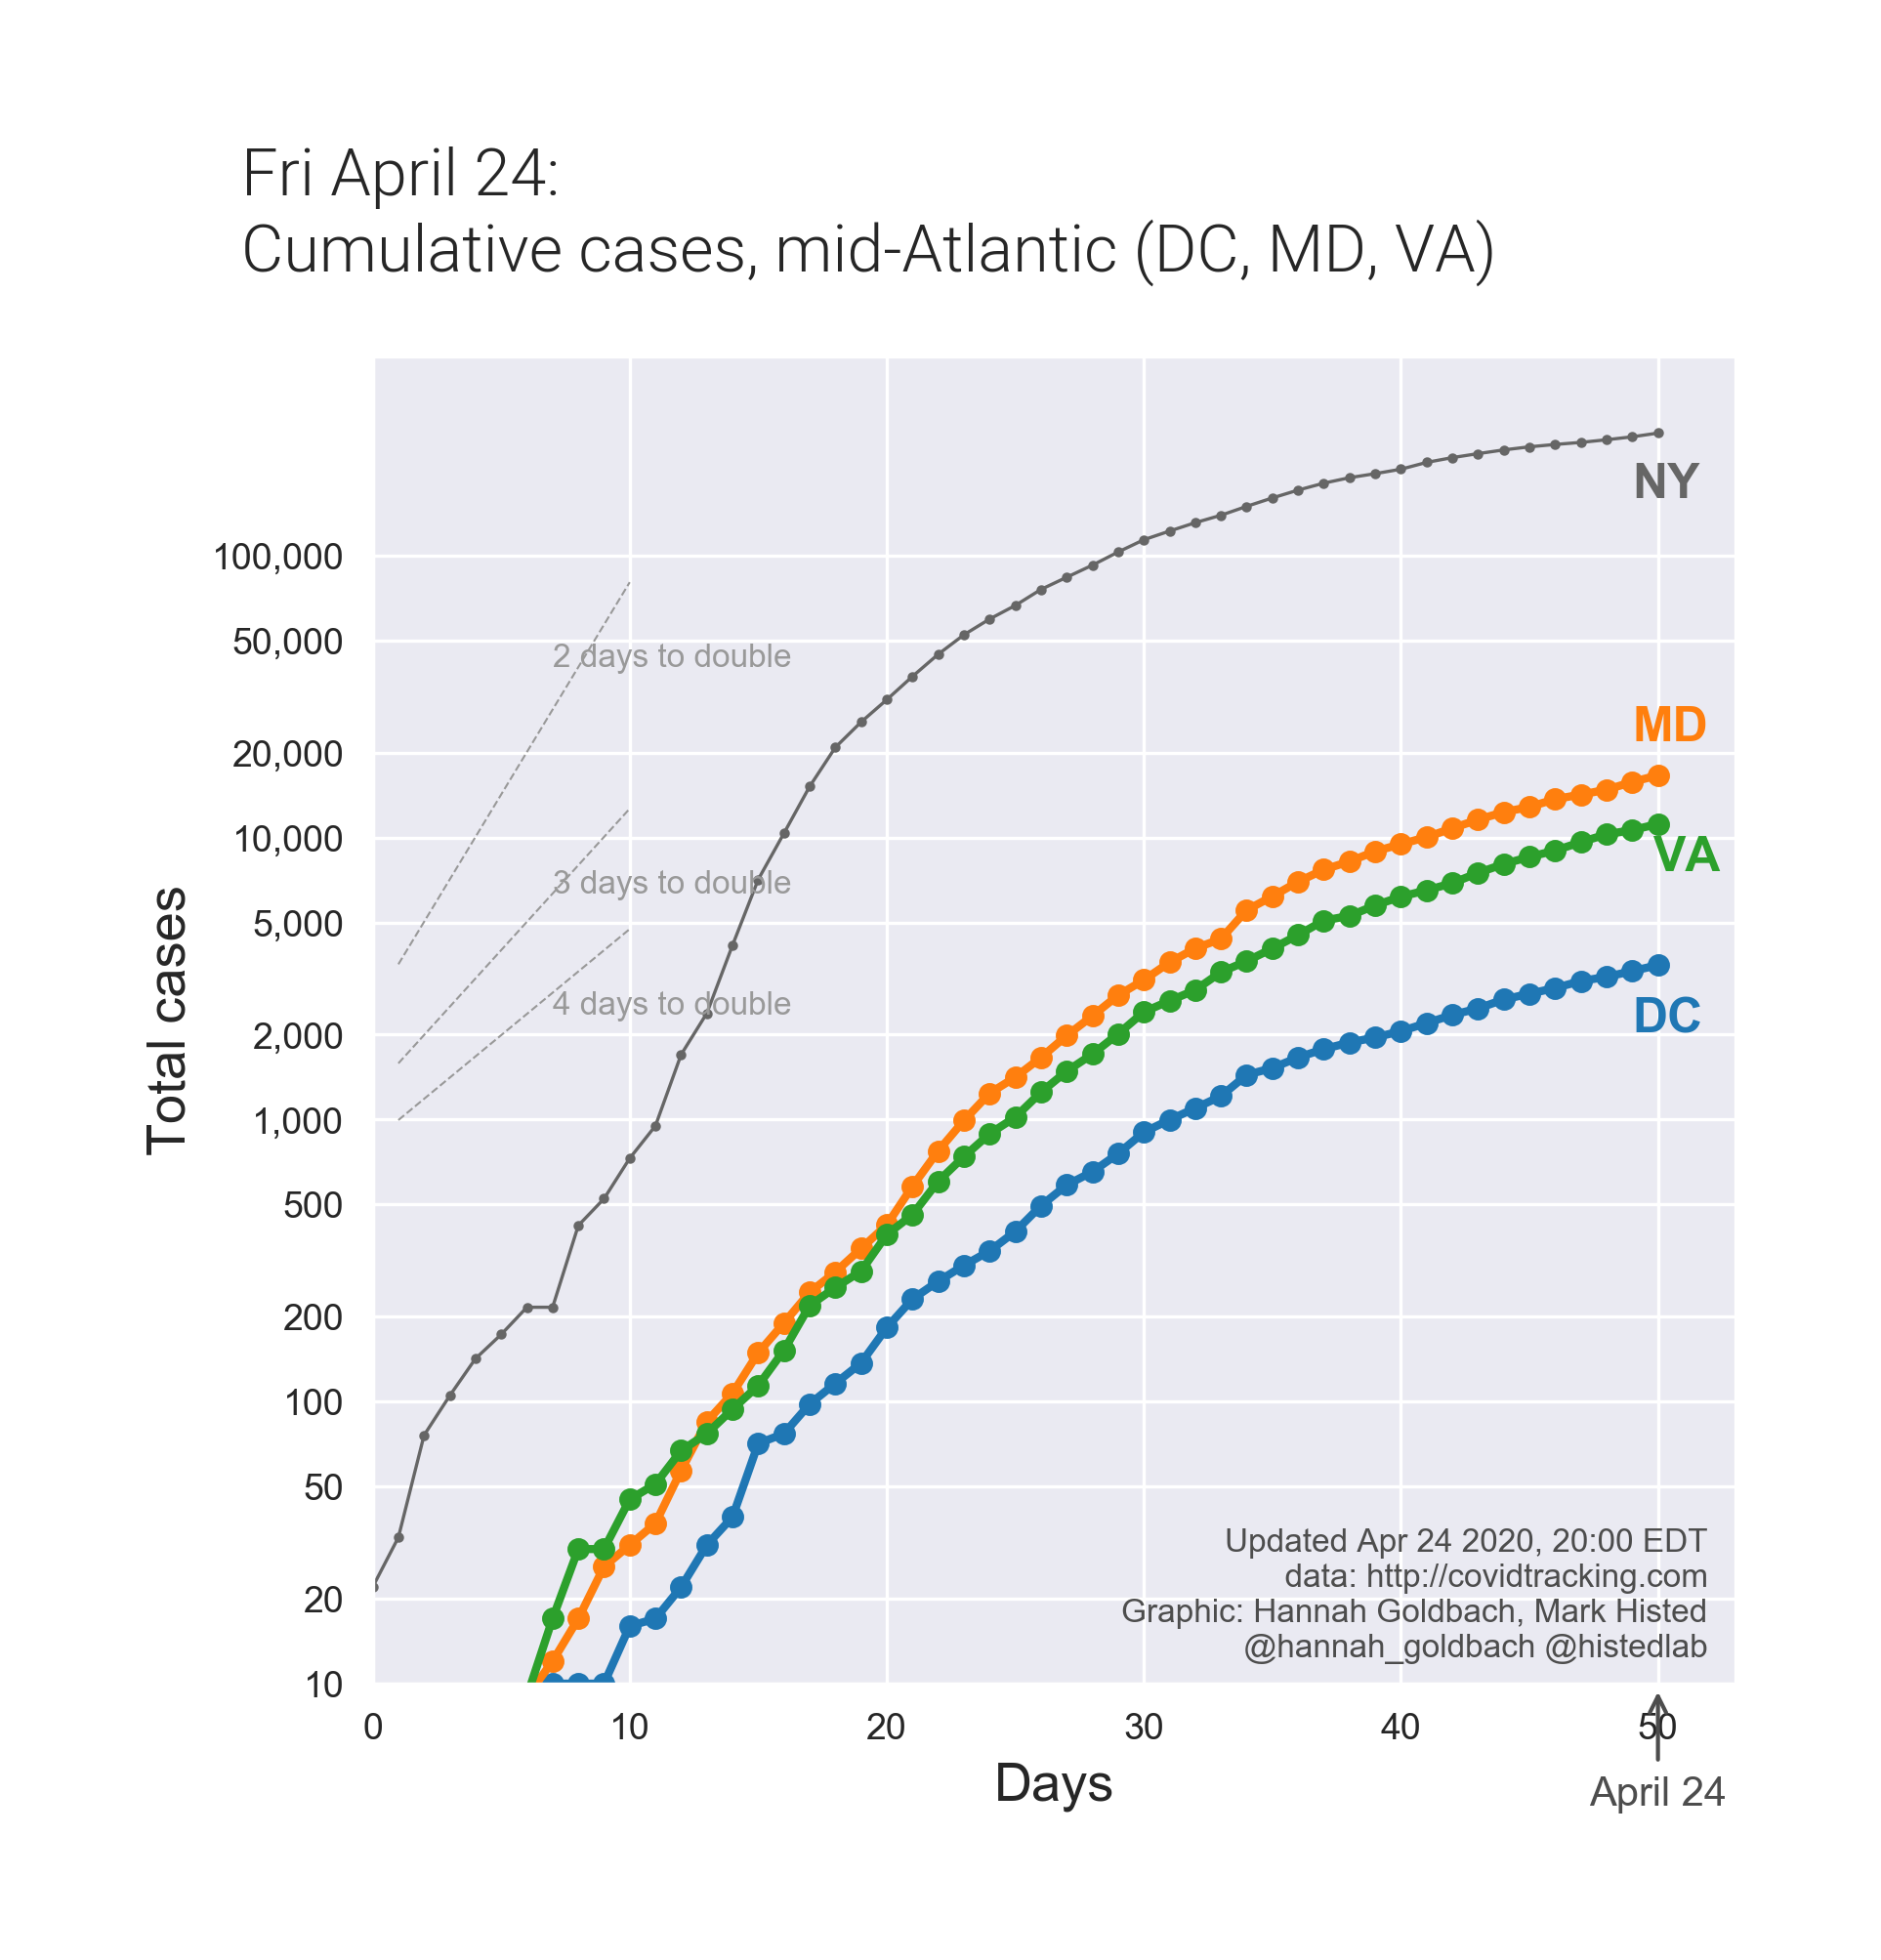 Fri April 24:
Cumulative cases, mid-Atlantic (DC, MD, VA)
NY
100,000
50,000
2 days to double
MD
20,000
10,000
VA
3 days to double
5,000
4 days to double
DC
2,000
Total cases
1,000
500
200
100
50
Updated Apr 24 2020, 20:00 EDT
data: http://covidtracking.com
20
Graphic: Hannah Goldbach, Mark Histed
@hannah_goldbach @histedlab
10
0 10 20 30 40 50
Days
April 24